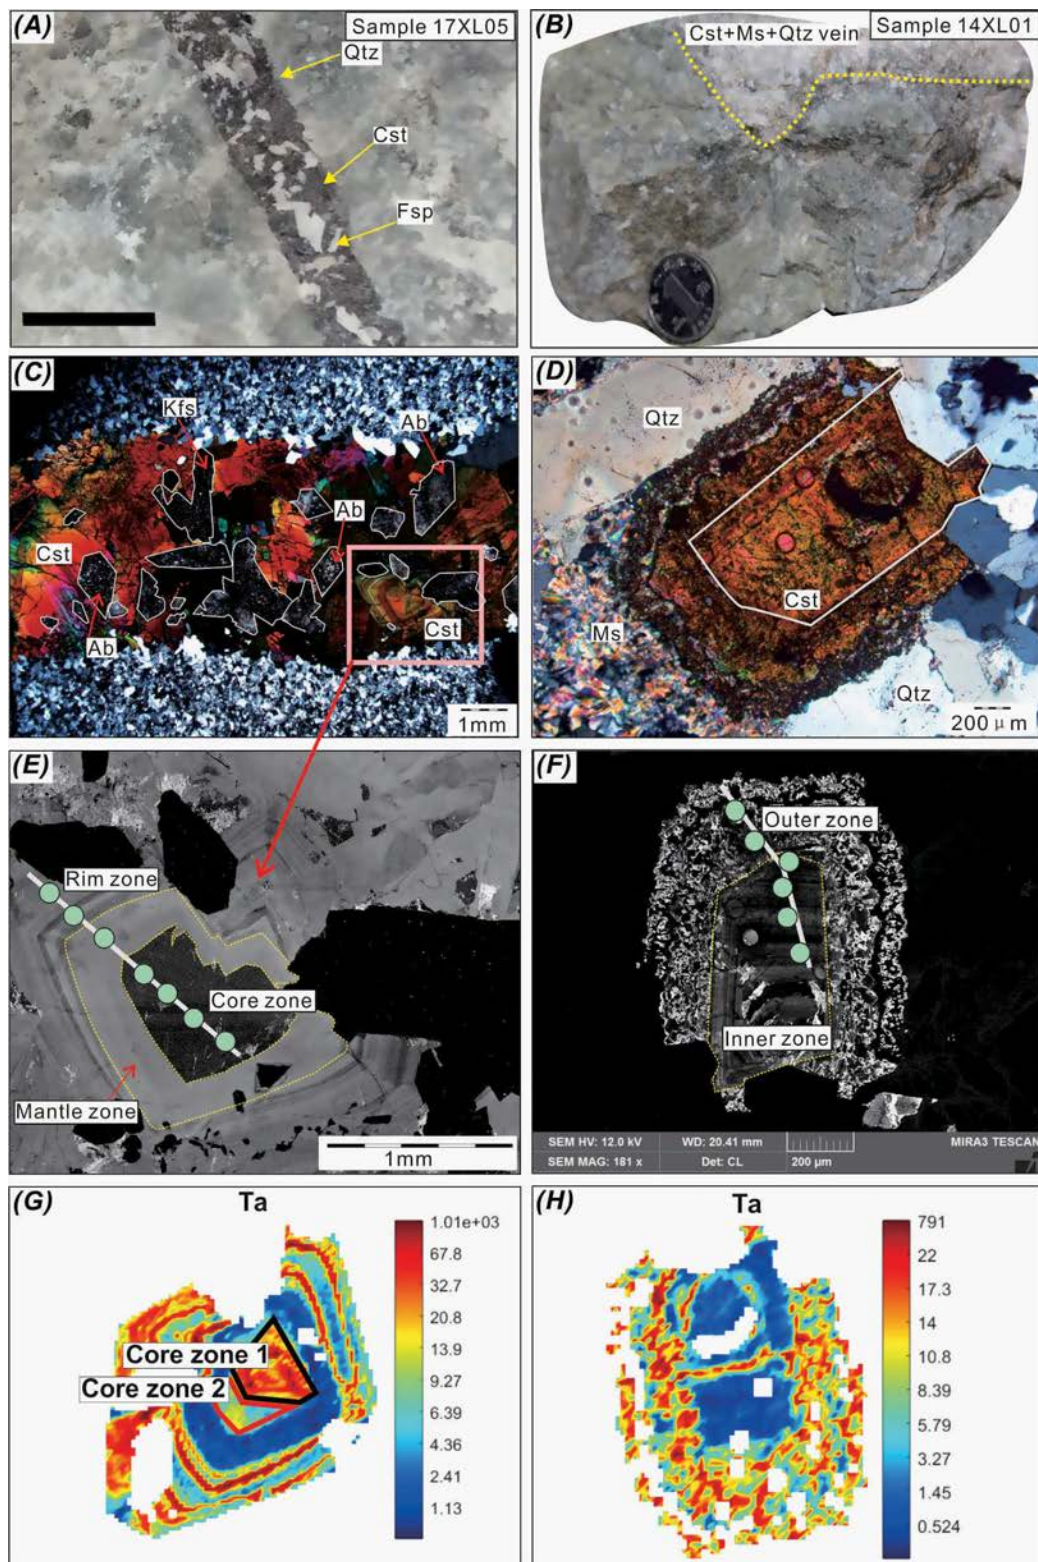 (A)
Sample 17XL05
Qtz
Cst
Fsp
(B)
Cst+Ms+Qtz vein
Sample 14XL01
(C)
Kfs
Ab
Ab
Cst
Ab
Cst
1mm
(D)
Qtz
Cst
Ms
Qtz
200 μm
(E)
Rim zone
Core zone
Mantle zone
1mm
(F)
Outer zone
Inner zone
SEM HV: 12.0 kV
WD: 20.41 mm
MIRA3 TESCAN
SEM MAG: 181 x
Det: CL
200 μm
(G)
Ta
Core zone 1
Core zone 2
1.01e+03
67.8
32.7
20.8
13.9
9.27
6.39
4.36
2.41
1.13
(H)
Ta
791
22
17.3
14
10.8
8.39
5.79
3.27
1.45
0.524